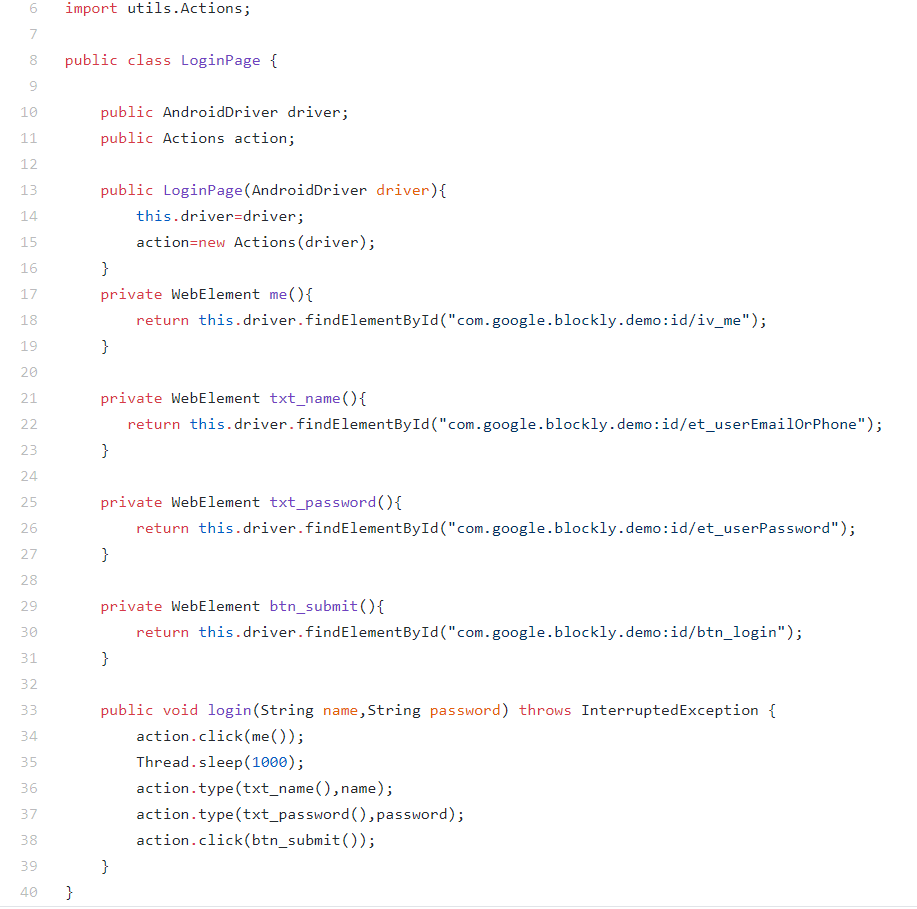 6 import utils.Actions;
7
8 public class LoginPage {
9
10     public AndroidDriver driver;
11     public Actions action;
12
13     public LoginPage(AndroidDriver driver){
14         this.driver=driver;
15         action=new Actions(driver);
16     }
17     private WebElement me(){
18         return this.driver.findElementById("com.google.blockly.demo:id/iv_me");
19     }
20
21     private WebElement txt_name(){
22        return this.driver.findElementById("com.google.blockly.demo:id/et_userEmailOrPhone");
23     }
24
25     private WebElement txt_password(){
26         return this.driver.findElementById("com.google.blockly.demo:id/et_userPassword");
27     }
28
29     private WebElement btn_submit(){
30         return this.driver.findElementById("com.google.blockly.demo:id/btn_login");
31     }
32
33     public void login(String name,String password) throws InterruptedException {
34         action.click(me());
35         Thread.sleep(1000);
36         action.type(txt_name(),name);
37         action.type(txt_password(),password);
38         action.click(btn_submit());
39     }
40 }